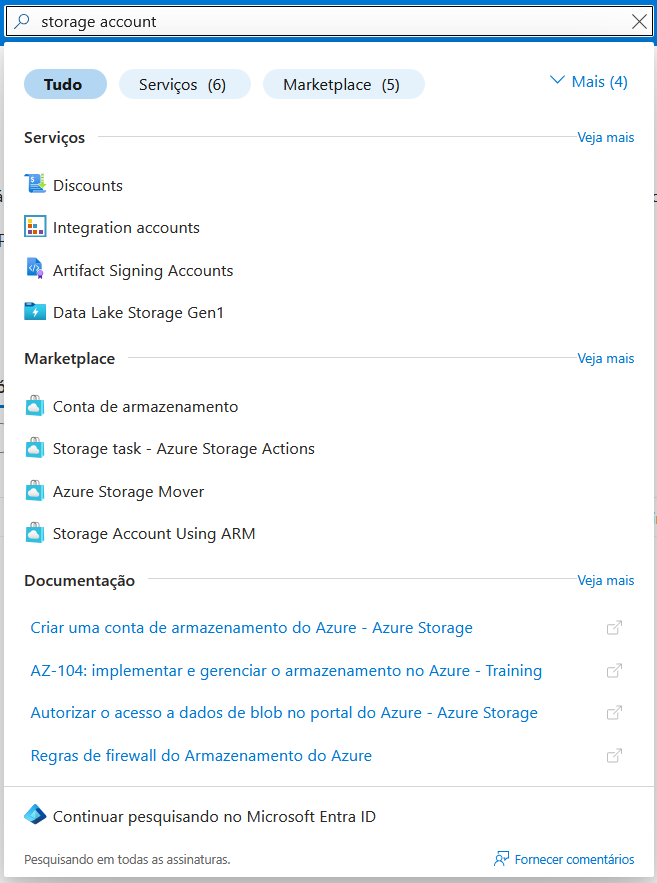 storage account
Tudo
Serviços (6)
Marketplace (5)
Mais (4)
Serviços
Veja mais
Discounts
Integration accounts
Artifact Signing Accounts
Data Lake Storage Gen1
Marketplace
Veja mais
Conta de armazenamento
Storage task - Azure Storage Actions
Azure Storage Mover
Storage Account Using ARM
Documentação
Veja mais
Criar uma conta de armazenamento do Azure - Azure Storage
AZ-104: implementar e gerenciar o armazenamento no Azure - Training
Autorizar o acesso a dados de blob no portal do Azure - Azure Storage
Regras de firewall do Armazenamento do Azure
Continuar pesquisando no Microsoft Entra ID
Pesquisando em todas as assinaturas.
Fornecer comentários